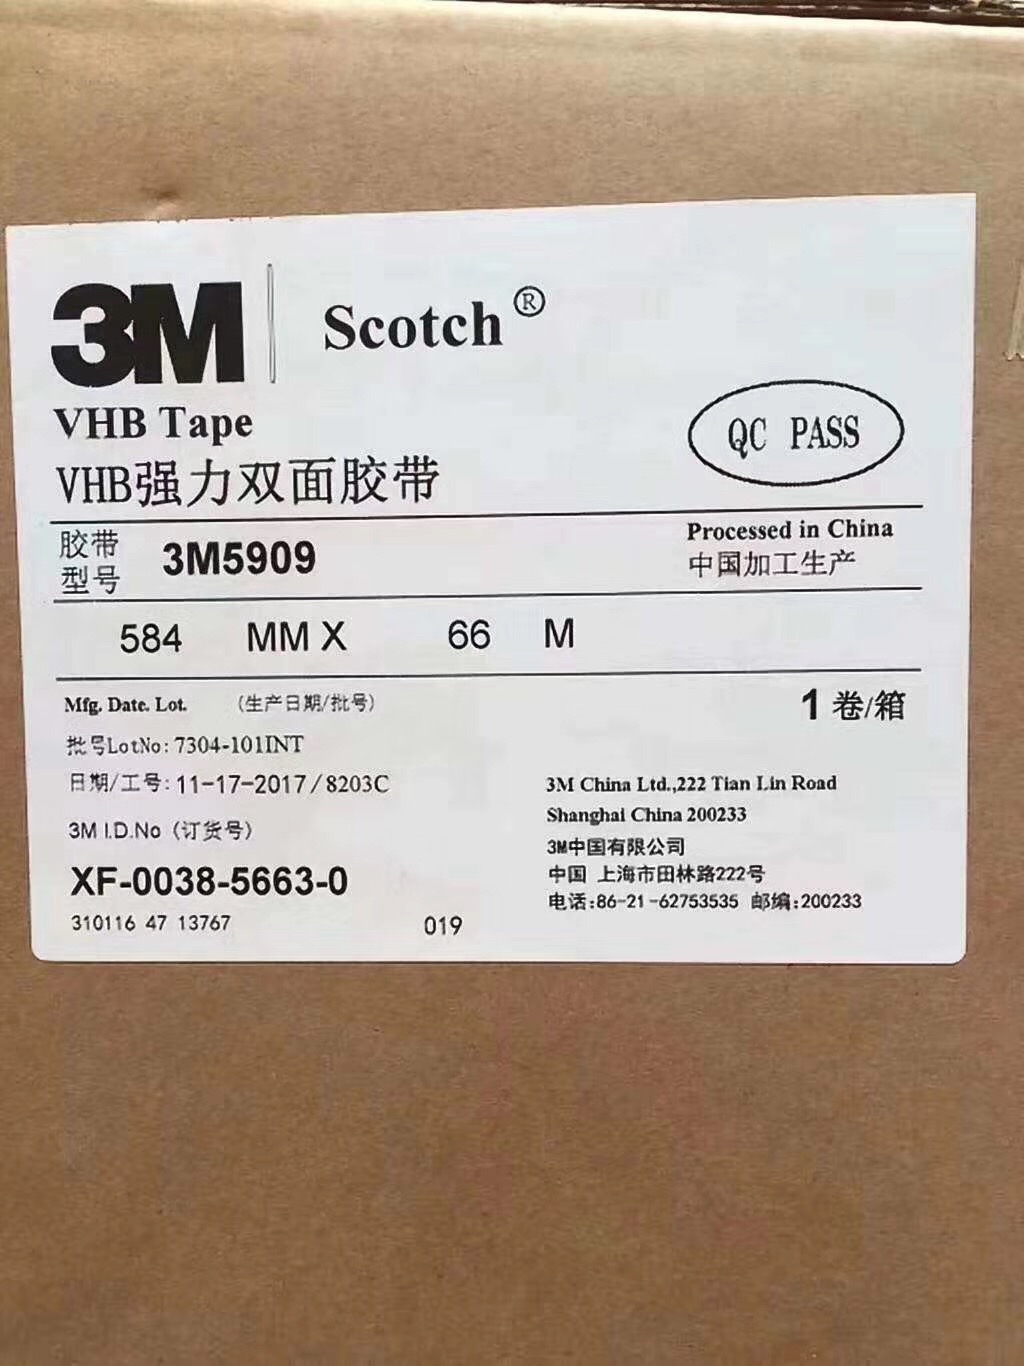 3M Scotch®
VHB Tape
QC PASS
VHB强力双面胶带
胶带型号 3M5909
Processed in China
中国加工生产
584 MM X 66 M
Mfg. Date. Lot. (生产日期/批号)
1 卷/箱
批号LotNo: 7304-101INT
日期/工号: 11-17-2017/8203C
3M I.D.No (订货号)
XF-0038-5663-0
310116 47 13767
019
3M China Ltd.,222 Tian Lin Road
Shanghai China 200233
3M中国有限公司
中国 上海市田林路222号
电话:86-21-62753535 邮编:200233